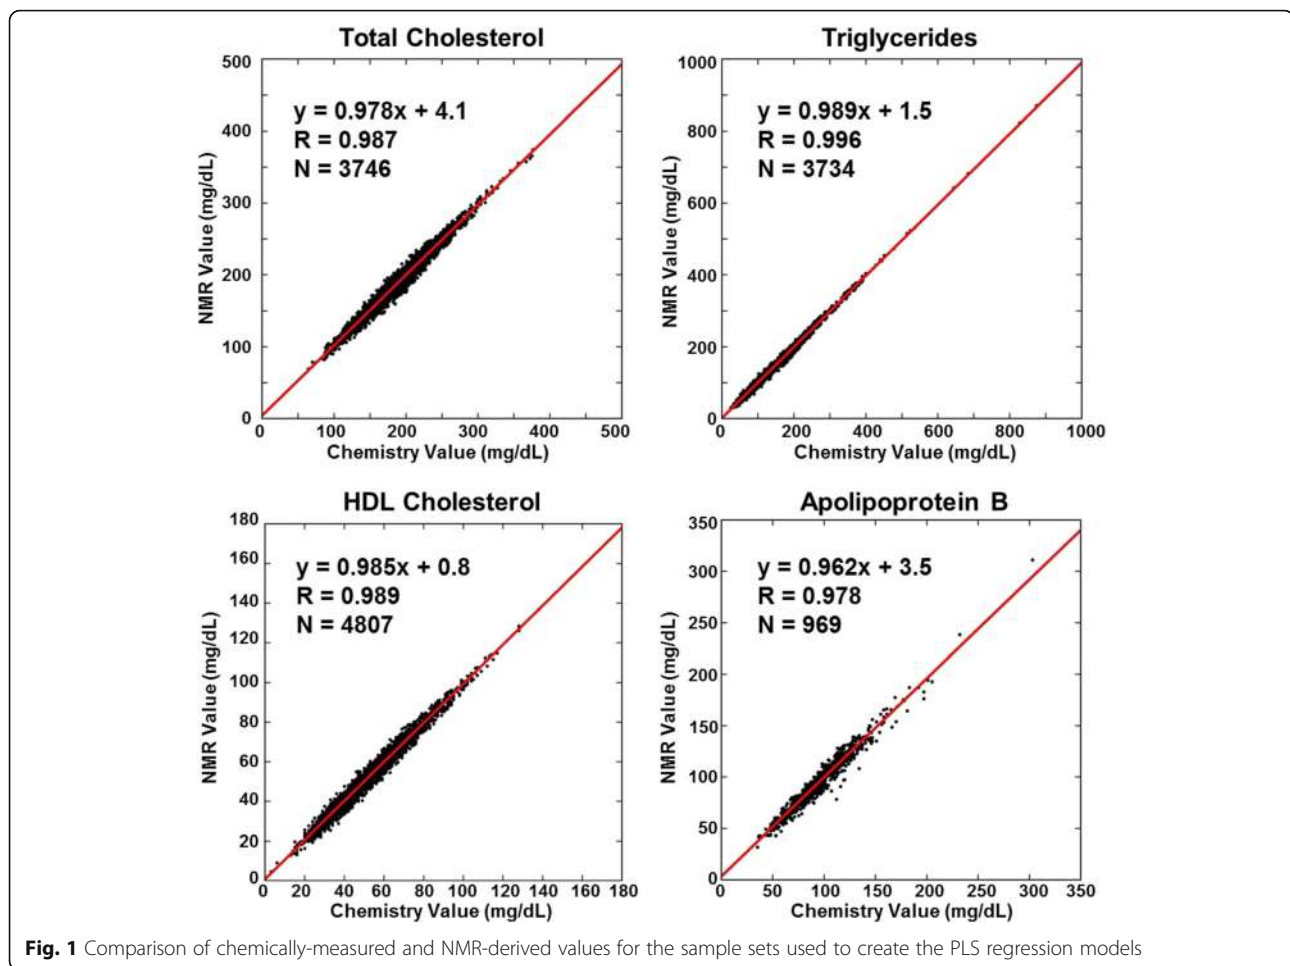 Total Cholesterol
y = 0.978x + 4.1
R = 0.987
N = 3746
NMR Value (mg/dL)
500
400
300
200
100
0
0 100 200 300 400 500
Chemistry Value (mg/dL)
Triglycerides
y = 0.989x + 1.5
R = 0.996
N = 3734
NMR Value (mg/dL)
1000
800
600
400
200
0
0 200 400 600 800 1000
Chemistry Value (mg/dL)
HDL Cholesterol
y = 0.985x + 0.8
R = 0.989
N = 4807
NMR Value (mg/dL)
180
160
140
120
100
80
60
40
20
0
0 20 40 60 80 100 120 140 160 180
Chemistry Value (mg/dL)
Apolipoprotein B
y = 0.962x + 3.5
R = 0.978
N = 969
NMR Value (mg/dL)
350
300
250
200
150
100
50
0
0 50 100 150 200 250 300 350
Chemistry Value (mg/dL)
Fig. 1 Comparison of chemically-measured and NMR-derived values for the sample sets used to create the PLS regression models